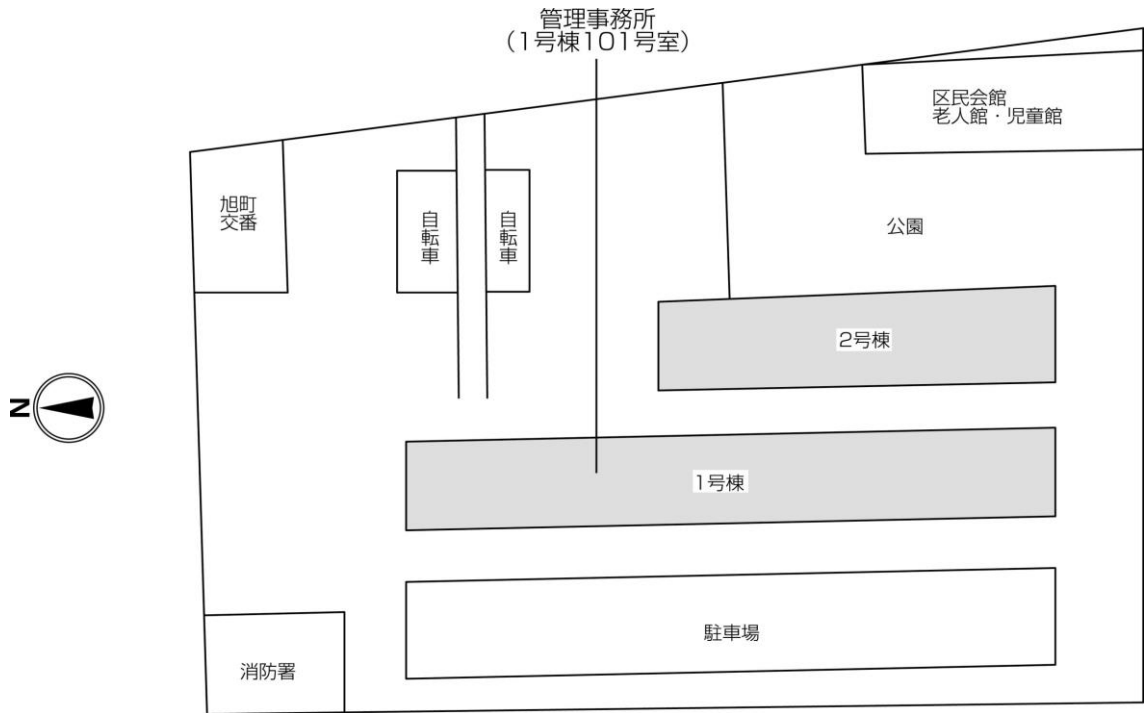 管理事務所
（1号棟101号室）
区民会館
老人館・児童館
旭町
交番
自転車
自転車
公園
2号棟
N
1号棟
駐車場
消防署